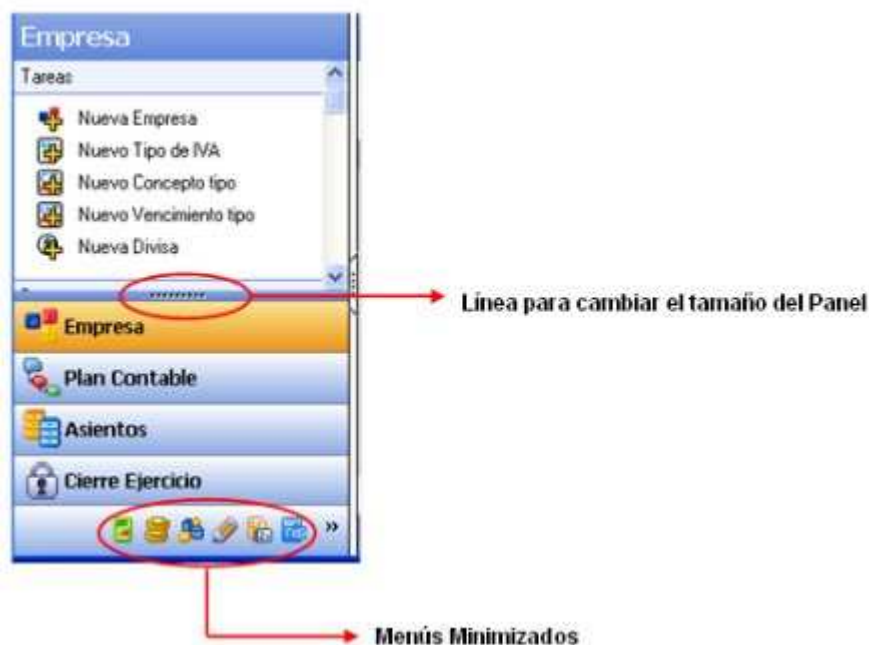 Empresa
Tareas
Nueva Empresa
Nuevo Tipo de IVA
Nuevo Concepto tipo
Nuevo Vencimiento tipo
Nueva Divisa
Línea para cambiar el tamaño del Panel
Empresa
Plan Contable
Asientos
Cierre Ejercicio
»
Menús Minimizados